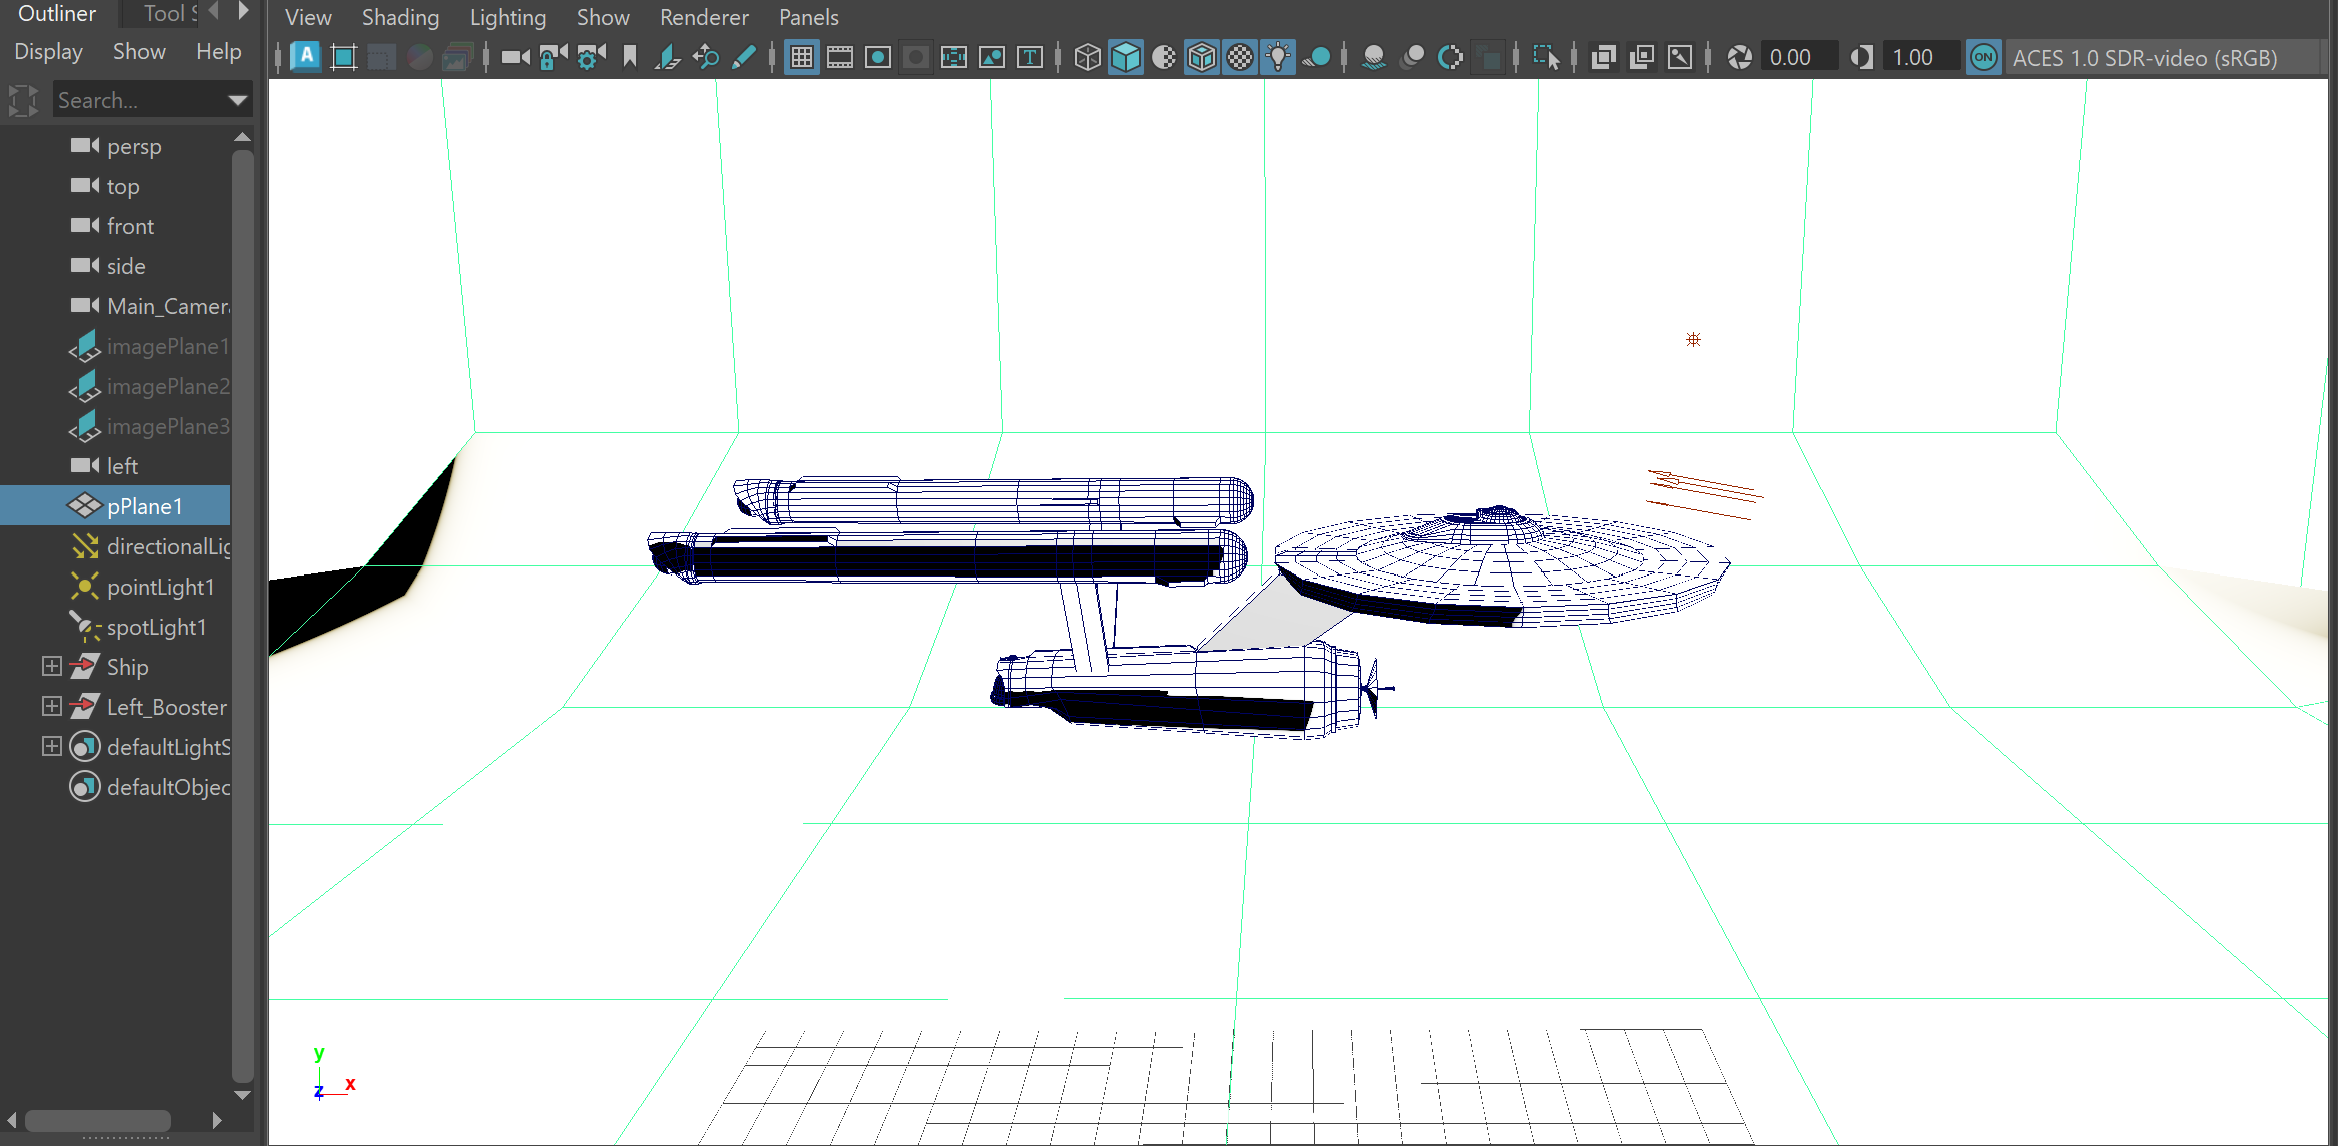 Outliner
Tool S
View Shading Lighting Show Renderer Panels
Display Show Help
A
T
0.00
1.00
ON
ACES 1.0 SDR-video (sRGB)
Search...
persp
top
front
side
Main_Camer
imagePlane1
imagePlane2
imagePlane3
left
pPlane1
directionalLig
pointLight1
spotLight1
Ship
Left_Booster
defaultLightS
defaultObjec
y
x
z